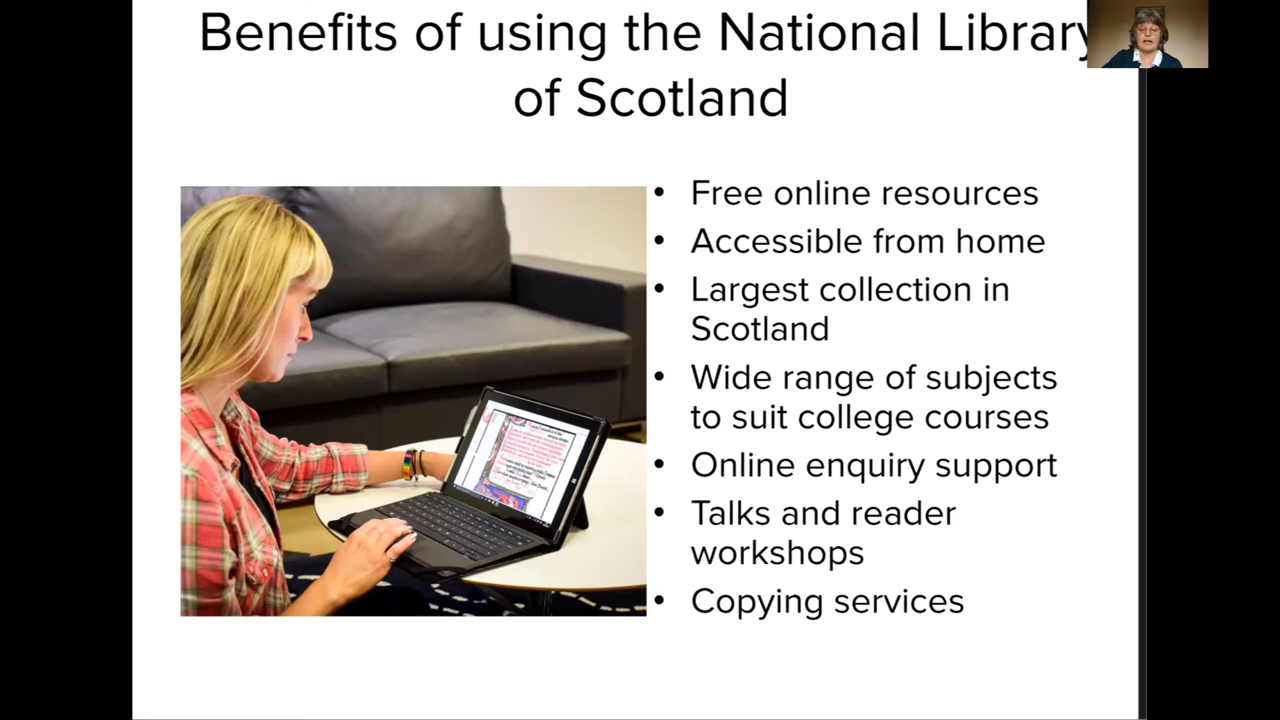 Benefits of using the National Library
of Scotland
• Free online resources
• Accessible from home
• Largest collection in
Scotland
• Wide range of subjects
to suit college courses
• Online enquiry support
• Talks and reader
workshops
• Copying services